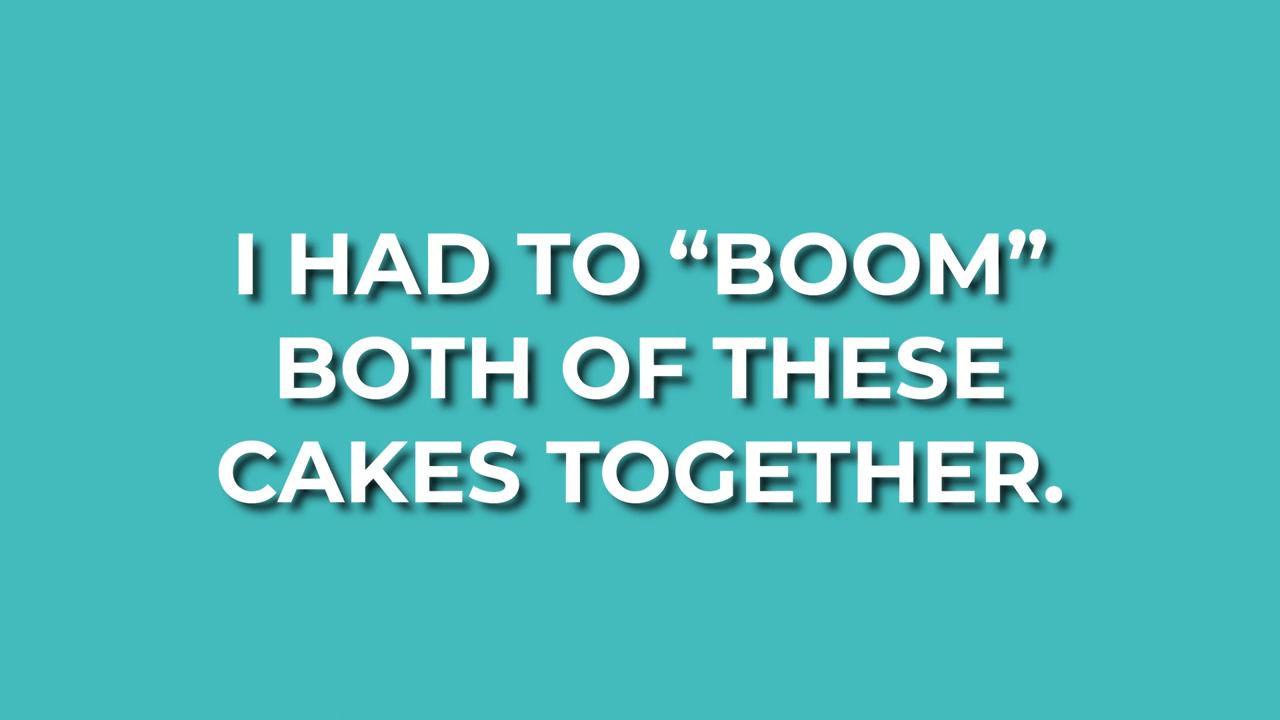 I HAD TO “BOOM”
BOTH OF THESE
CAKES TOGETHER.